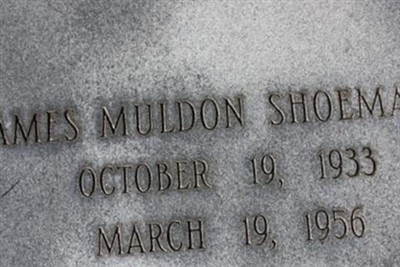 AMES MULDON SHOEMA
OCTOBER 19, 1933
MARCH 19, 1956